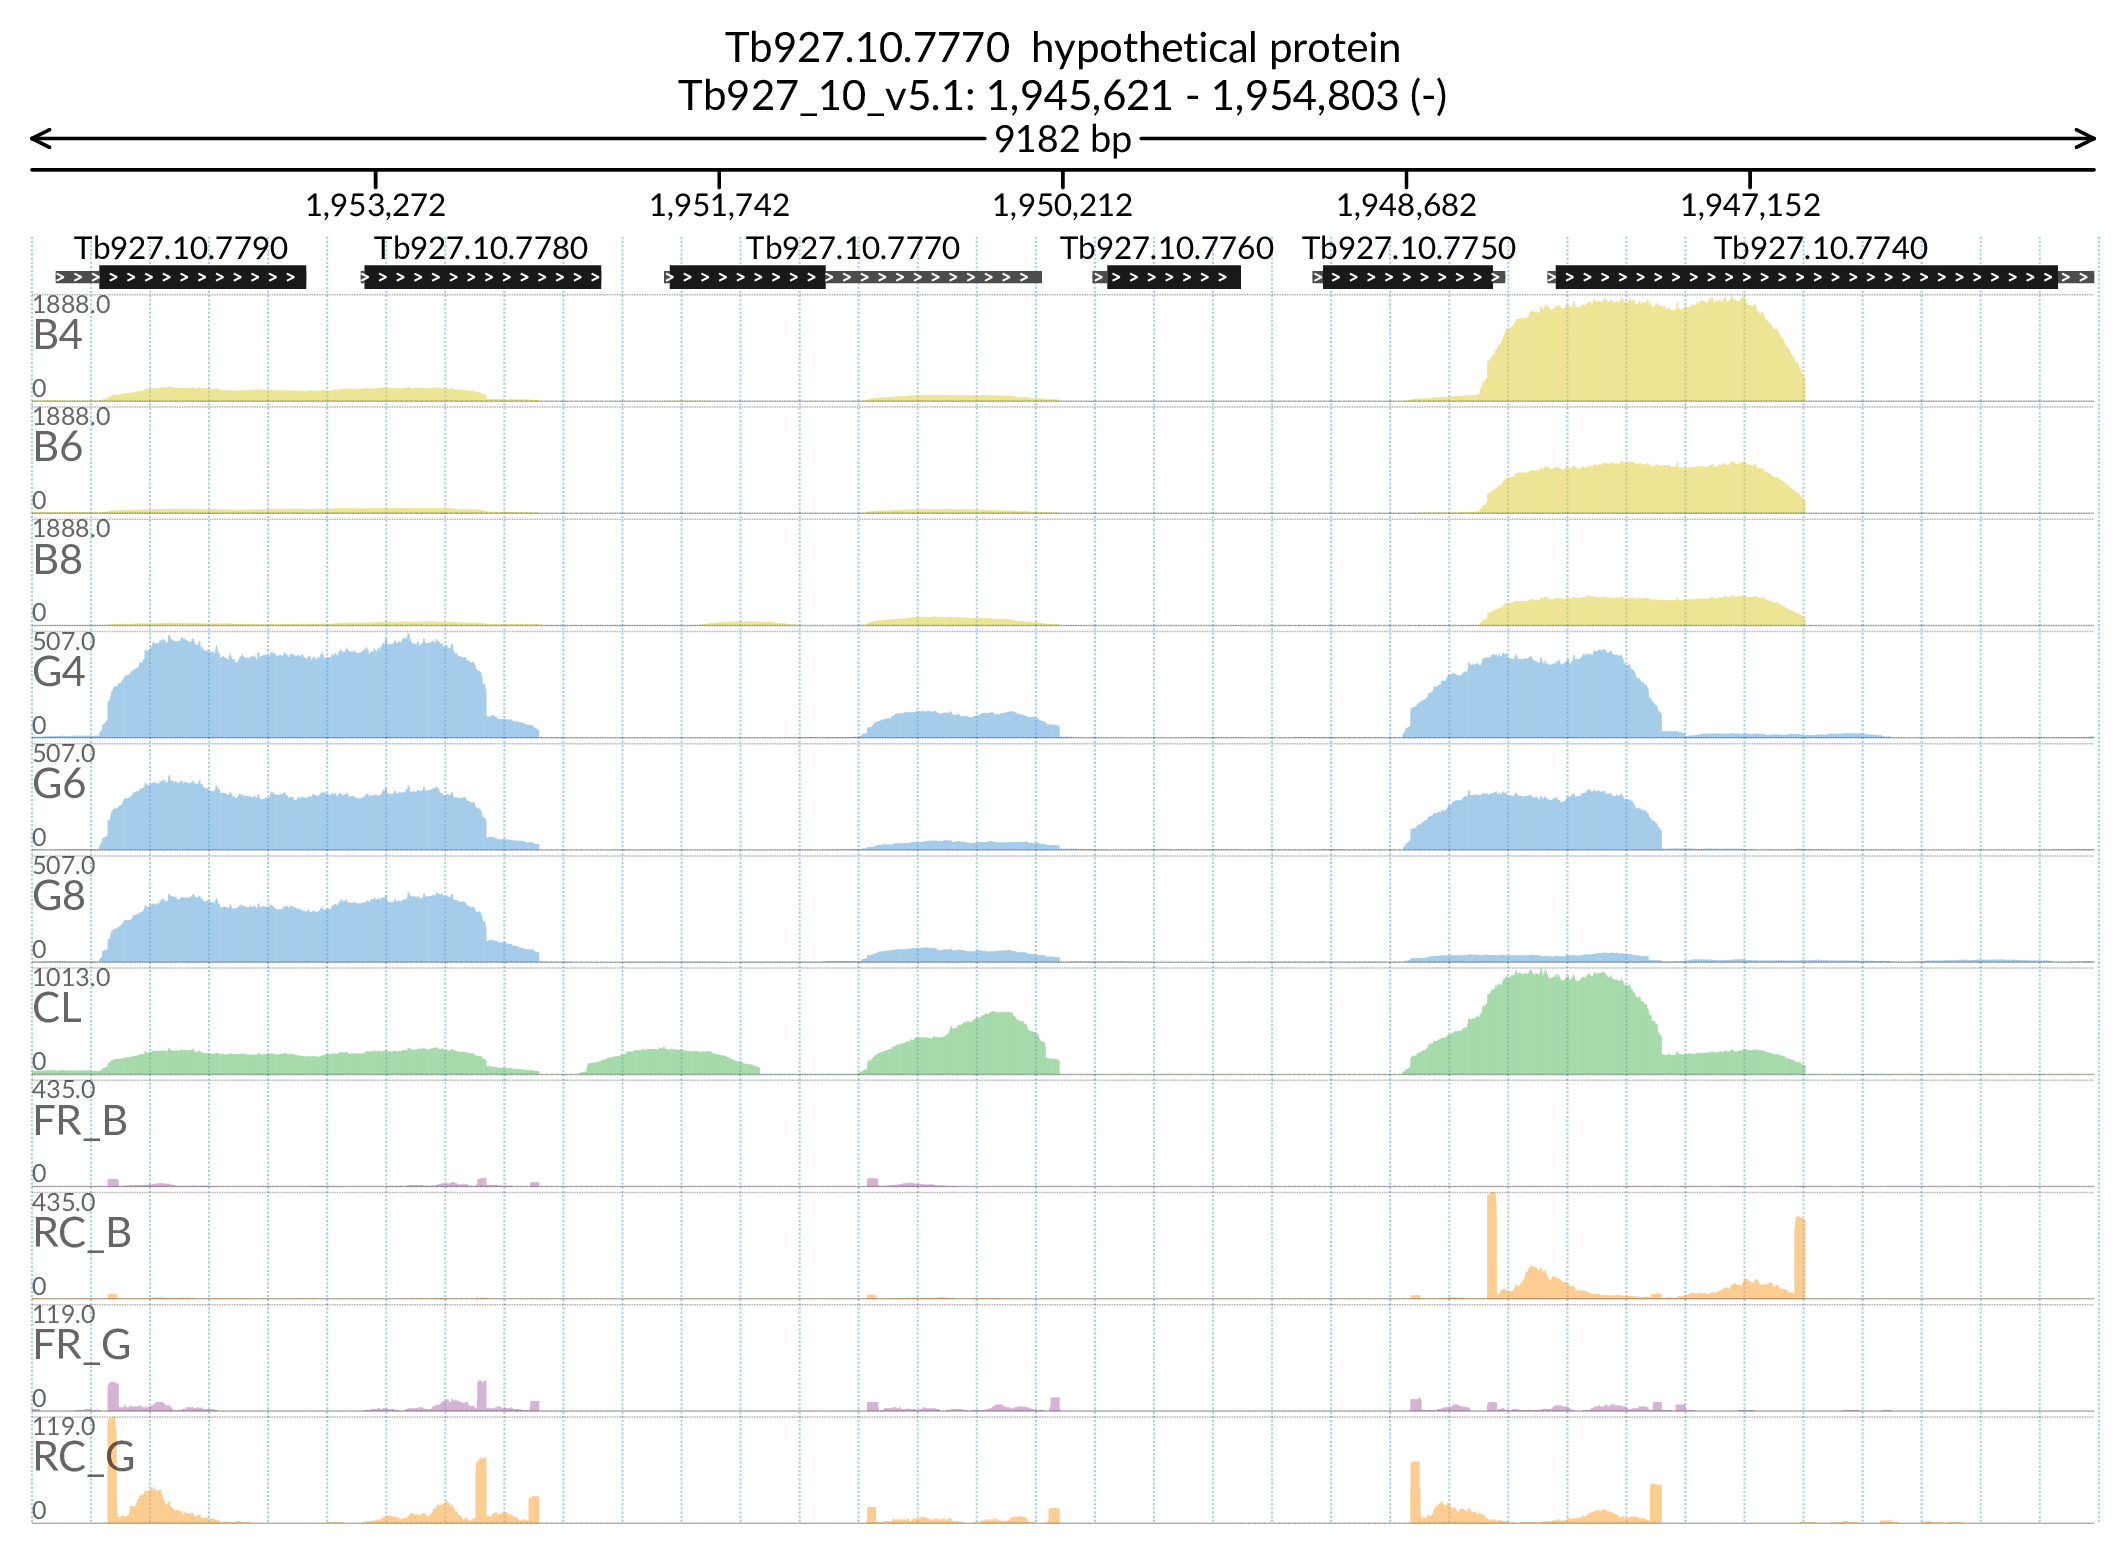 Tb927.10.7770  hypothetical protein
Tb927_10_v5.1: 1,945,621 - 1,954,803 (-)
9182 bp
1,953,272 1,951,742 1,950,212 1,948,682 1,947,152
Tb927.10.7790 Tb927.10.7780 Tb927.10.7770 Tb927.10.7760 Tb927.10.7750 Tb927.10.7740
1888.0
B4
0
1888.0
B6
0
1888.0
B8
0
507.0
G4
0
507.0
G6
0
507.0
G8
0
1013.0
CL
0
435.0
FR_B
0
435.0
RC_B
0
119.0
FR_G
0
119.0
RC_G
0